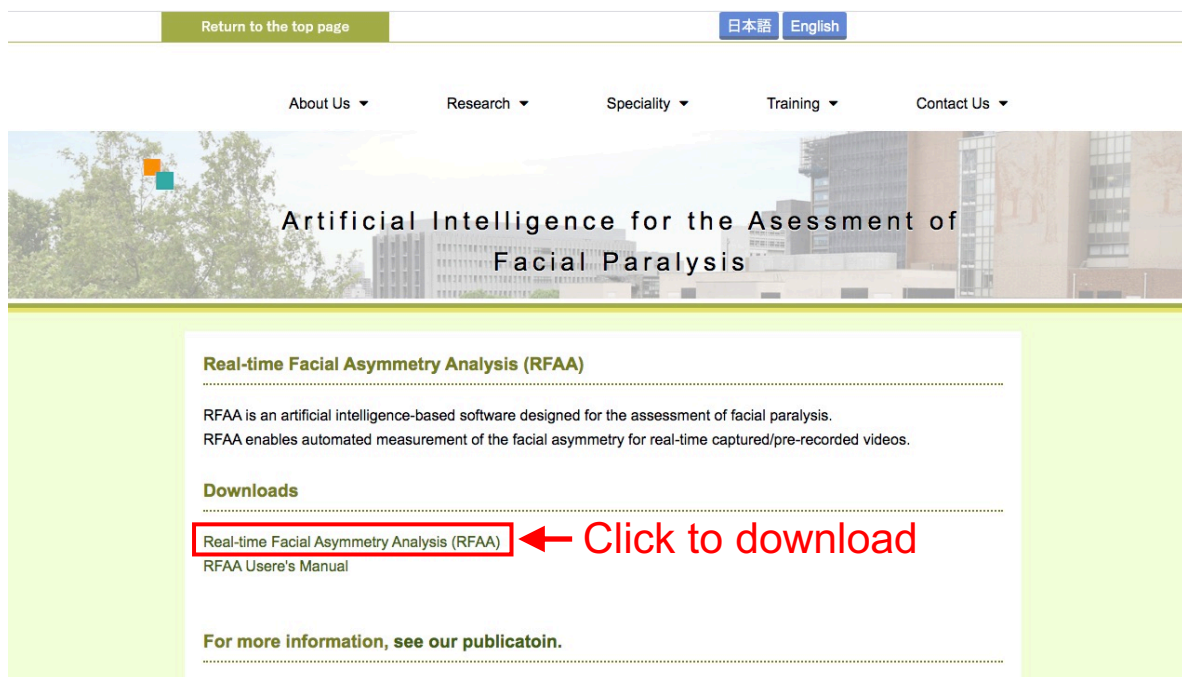 Return to the top page
日本語 English
About Us Research Speciality Training Contact Us
Artificial Intelligence for the Asessment of
Facial Paralysis
Real-time Facial Asymmetry Analysis (RFAA)
RFAA is an artificial intelligence-based software designed for the assessment of facial paralysis.
RFAA enables automated measurement of the facial asymmetry for real-time captured/pre-recorded videos.
Downloads
Real-time Facial Asymmetry Analysis (RFAA) Click to download
RFAA Usere's Manual
For more information, see our publicatoin.